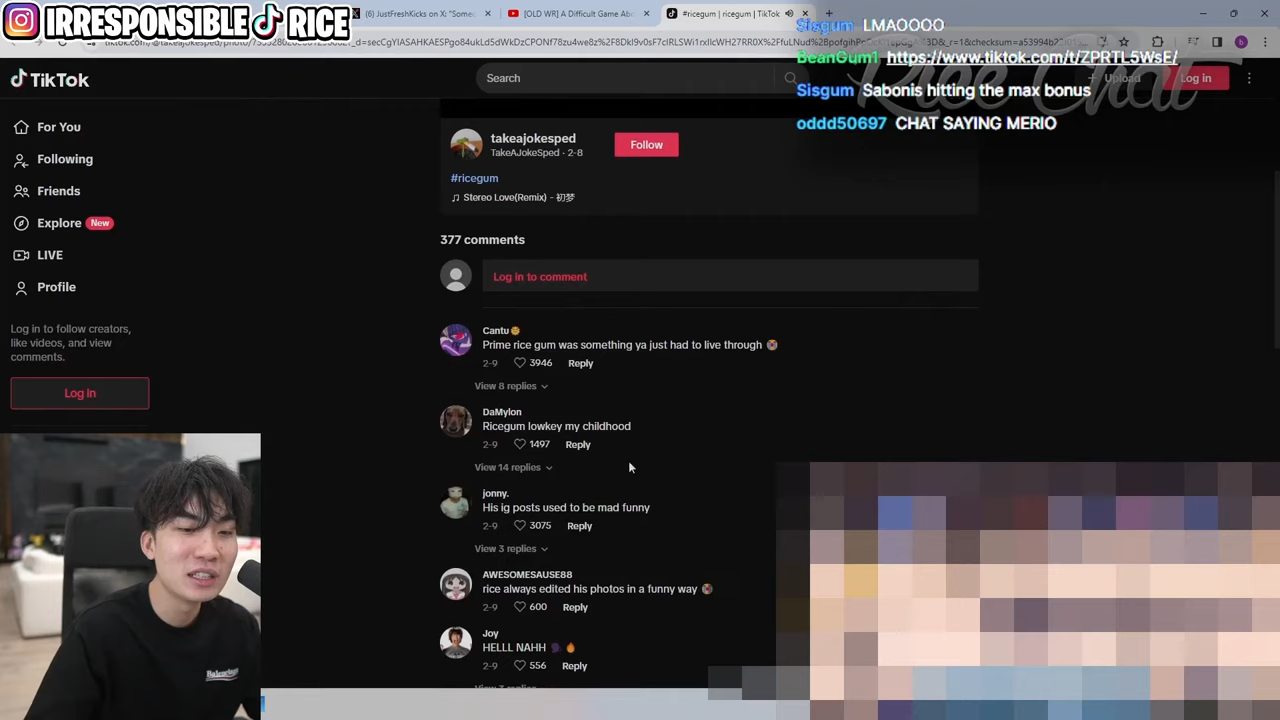 IRRESPONSIBLE RICE
(6) JustFreshKicks on X: "Someo
[OLD WR] A Difficult Game Abo
#ricegum | ricegum | TikTok
Sisgum LMAOOOO
BeanGum1 https://www.tiktok.com/t/ZPRTL5WsE/
Sisgum Sabonis hitting the max bonus
oddd50697 CHAT SAYING MERIO
Rice Chat
TikTok
Search
Upload
Log in
For You
Following
Friends
Explore New
LIVE
Profile
Log in to follow creators,
like videos, and view
comments.
Log in
takeajokesped
TakeAJokeSped · 2-8
Follow
#ricegum
Stereo Love(Remix) - 初梦
377 comments
Log in to comment
Cantu
Prime rice gum was something ya just had to live through
2-9 3946 Reply
View 8 replies
DaMylon
Ricegum lowkey my childhood
2-9 1497 Reply
View 14 replies
jonny.
His ig posts used to be mad funny
2-9 3075 Reply
View 3 replies
AWESOMESAUSE88
rice always edited his photos in a funny way
2-9 600 Reply
Joy
HELLL NAHH
2-9 556 Reply
Balenciaga